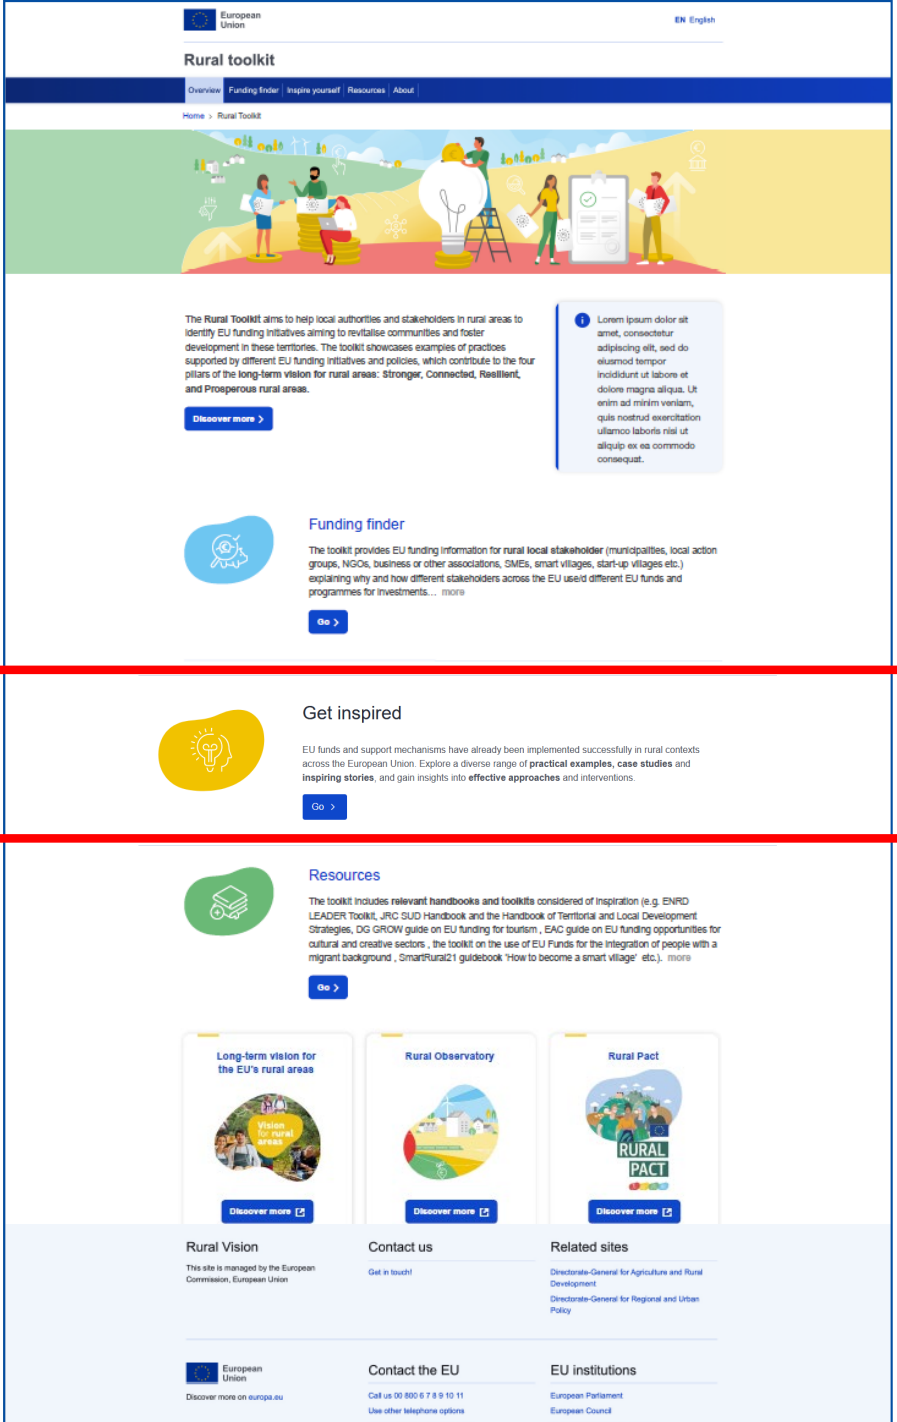 European
Union
EN English
Rural toolkit
Overview Funding finder Inspire yourself Resources About
Home > Rural Toolkit
The Rural Toolkit aims to help local authorities and stakeholders in rural areas to
identify EU funding initiatives aiming to revitalise communities and foster
development in these territories. The toolkit showcases examples of practices
supported by different EU funding initiatives and policies, which contribute to the four
pillars of the long-term vision for rural areas: Stronger, Connected, Resilient,
and Prosperous rural areas.
Discover more >
Lorem ipsum dolor sit
amet, consectetur
adipiscing elit, sed do
eiusmod tempor
incididunt ut labore et
dolore magna aliqua. Ut
enim ad minim veniam,
quis nostrud exercitation
ullamco laboris nisi ut
aliquip ex ea commodo
consequat.
Funding finder
The toolkit provides EU funding information for rural local stakeholder (municipalities, local action
groups, NGOs, business or other associations, SMEs, smart villages, start-up villages etc.)
explaining why and how different stakeholders across the EU use/d different EU funds and
programmes for investments… more
Go >
Get inspired
EU funds and support mechanisms have already been implemented successfully in rural contexts
across the European Union. Explore a diverse range of practical examples, case studies and
inspiring stories, and gain insights into effective approaches and interventions.
Go >
Resources
The toolkit includes relevant handbooks and toolkits considered of inspiration (e.g. ENRD
LEADER Toolkit, JRC SUD Handbook and the Handbook of Territorial and Local Development
Strategies, DG GROW guide on EU funding for tourism , EAC guide on EU funding opportunities for
cultural and creative sectors , the toolkit on the use of EU Funds for the integration of people with a
migrant background , SmartRural21 guidebook 'How to become a smart village' etc.). more
Go >
Long-term vision for
the EU's rural areas
Vision
for rural
areas
Discover more
Rural Observatory
Discover more
Rural Pact
RURAL
PACT
Discover more
Rural Vision
This site is managed by the European
Commission, European Union
Contact us
Get in touch!
Related sites
Directorate-General for Agriculture and Rural
Development
Directorate-General for Regional and Urban
Policy
European
Union
Discover more on europa.eu
Contact the EU
Call us 00 800 6 7 8 9 10 11
Use other telephone options
EU institutions
European Parliament
European Council